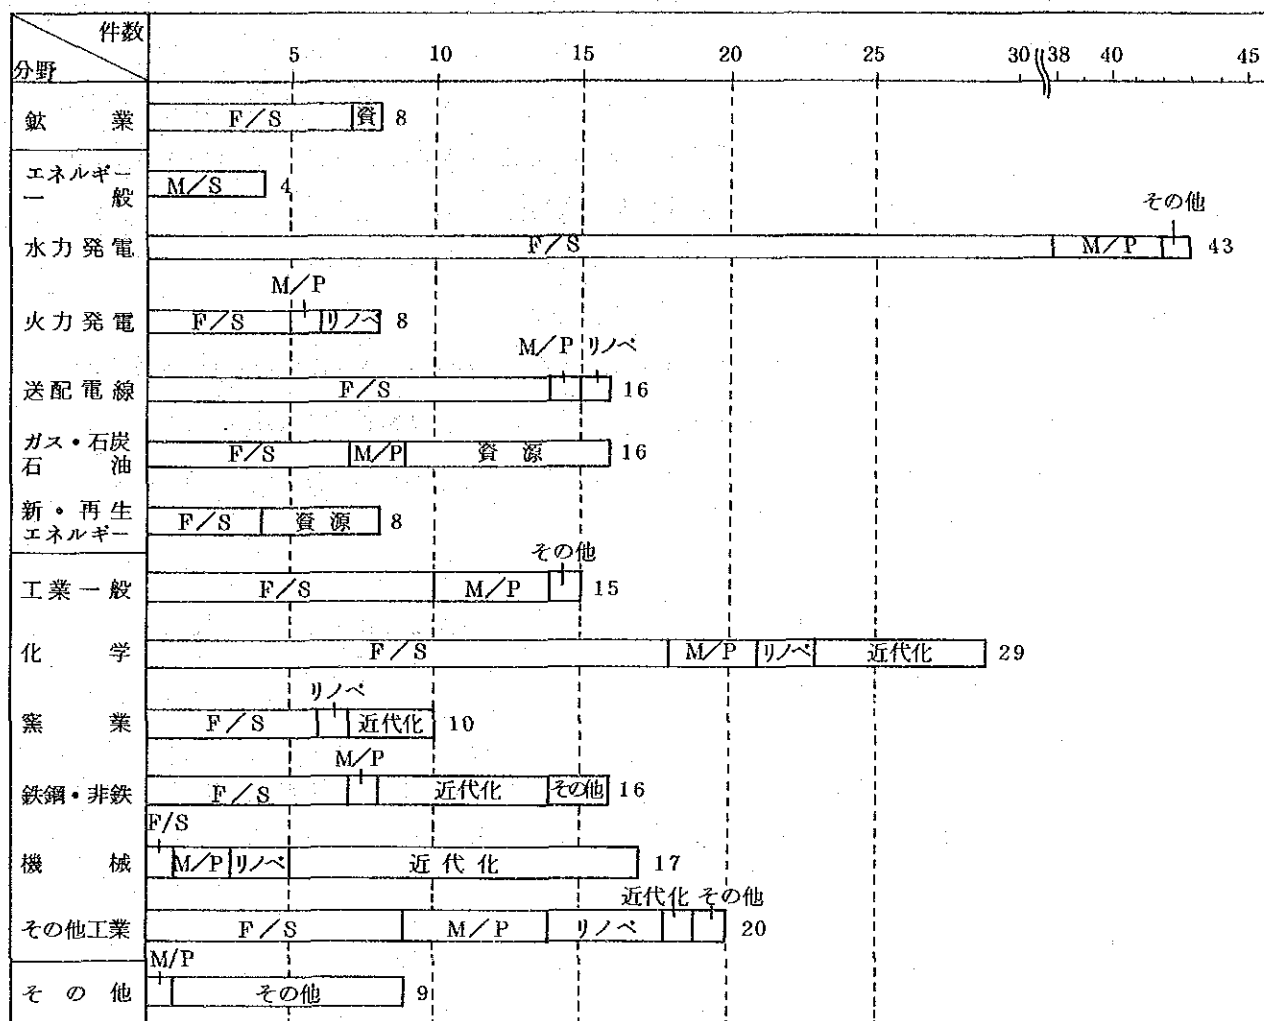 件数
分野
5 10 15 20 25 30 38 40 45
鉱業 F/S 資 8
エネルギー
一般 M/S 4
その他
水力発電 F/S M/P 43
M/P
火力発電 F/S リノベ 8
M/P リノベ
送配電線 F/S 16
ガス・石炭
石油 F/S M/P 資源 16
新・再生
エネルギー F/S 資源 8
その他
工業一般 F/S M/P 15
化学 F/S M/P リノベ 近代化 29
リノベ
窯業 F/S 近代化 10
M/P
鉄鋼・非鉄 F/S 近代化 その他 16
F/S
機械 M/P リノベ 近代化 17
近代化 その他
その他工業 F/S M/P リノベ 20
M/P
その他 その他 9